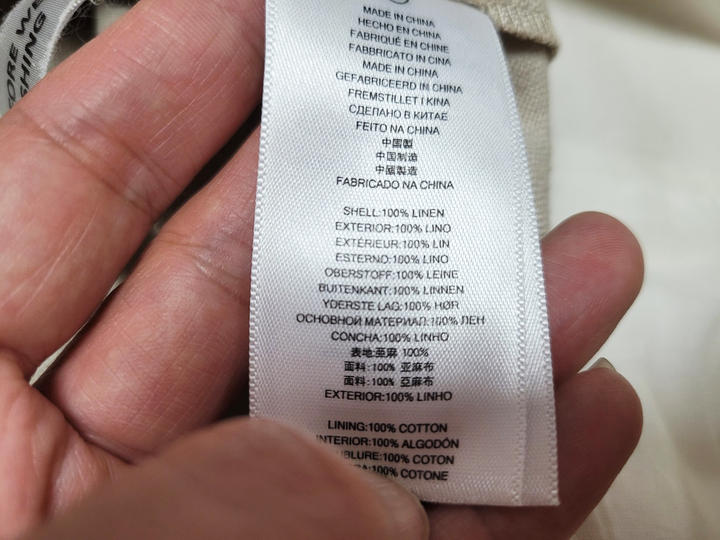 ORE WE
SHING
MADE IN CHINA
HECHO EN CHINA
FABRIQUÉ EN CHINE
FABBRICATO IN CINA
MADE IN CHINA
GEFABRICEERD IN CHINA
FREMSTILLET I KINA
СДЕЛАНО В КИТАЕ
FEITO NA CHINA
中国製
中国制造
中國製造
FABRICADO NA CHINA
SHELL:100% LINEN
EXTERIOR:100% LINO
EXTÉRIEUR:100% LIN
ESTERNO:100% LINO
OBERSTOFF:100% LEINE
BUITENKANT:100% LINNEN
YDERSTE LAG:100% HØR
ОСНОВНОЙ МАТЕРИАЛ:100% ЛЕН
CONCHA:100% LINHO
表地:亜麻 100%
面料:100% 亚麻布
面料:100% 亞麻布
EXTERIOR:100% LINHO
LINING:100% COTTON
INTERIOR:100% ALGODÓN
UBLURE:100% COTON
100% COTONE